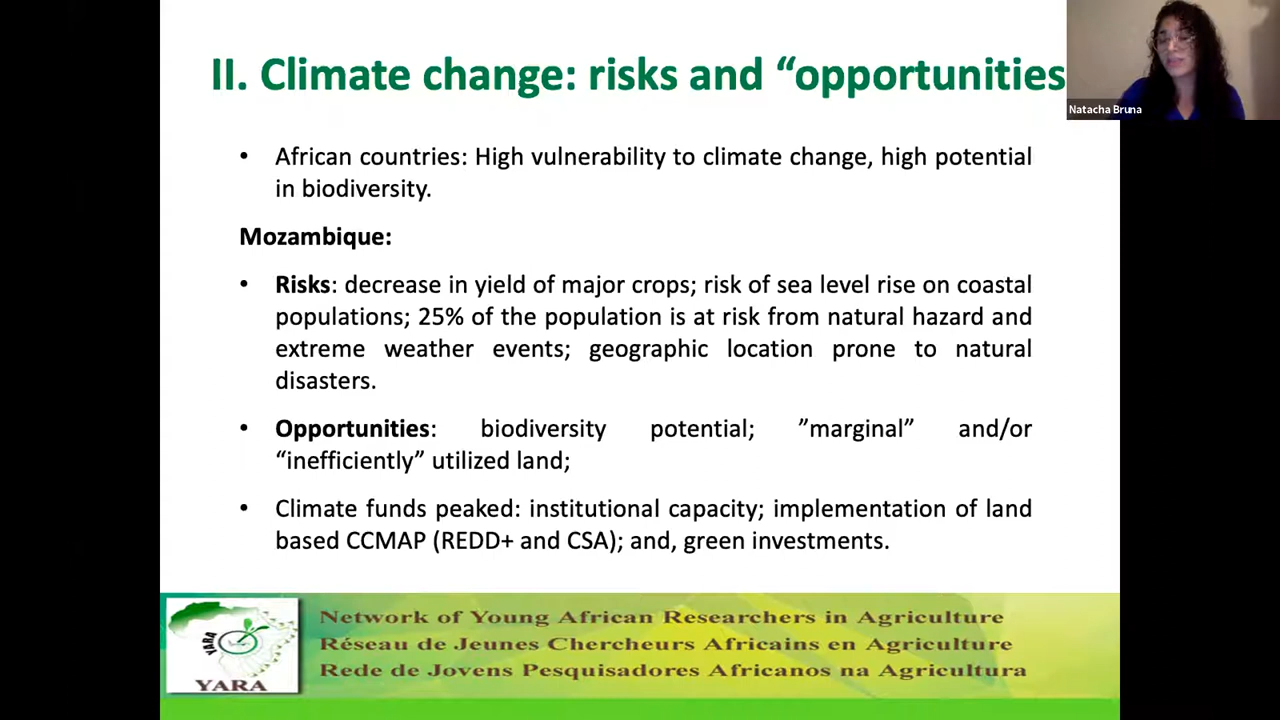 II. Climate change: risks and “opportunities
Natacha Bruna
• African countries: High vulnerability to climate change, high potential
in biodiversity.
Mozambique:
• Risks: decrease in yield of major crops; risk of sea level rise on coastal
populations; 25% of the population is at risk from natural hazard and
extreme weather events; geographic location prone to natural
disasters.
• Opportunities: biodiversity potential; ”marginal” and/or
“inefficiently” utilized land;
• Climate funds peaked: institutional capacity; implementation of land
based CCMAP (REDD+ and CSA); and, green investments.
YARA
YARA
Network of Young African Researchers in Agriculture
Réseau de Jeunes Chercheurs Africains en Agriculture
Rede de Jovens Pesquisadores Africanos na Agricultura